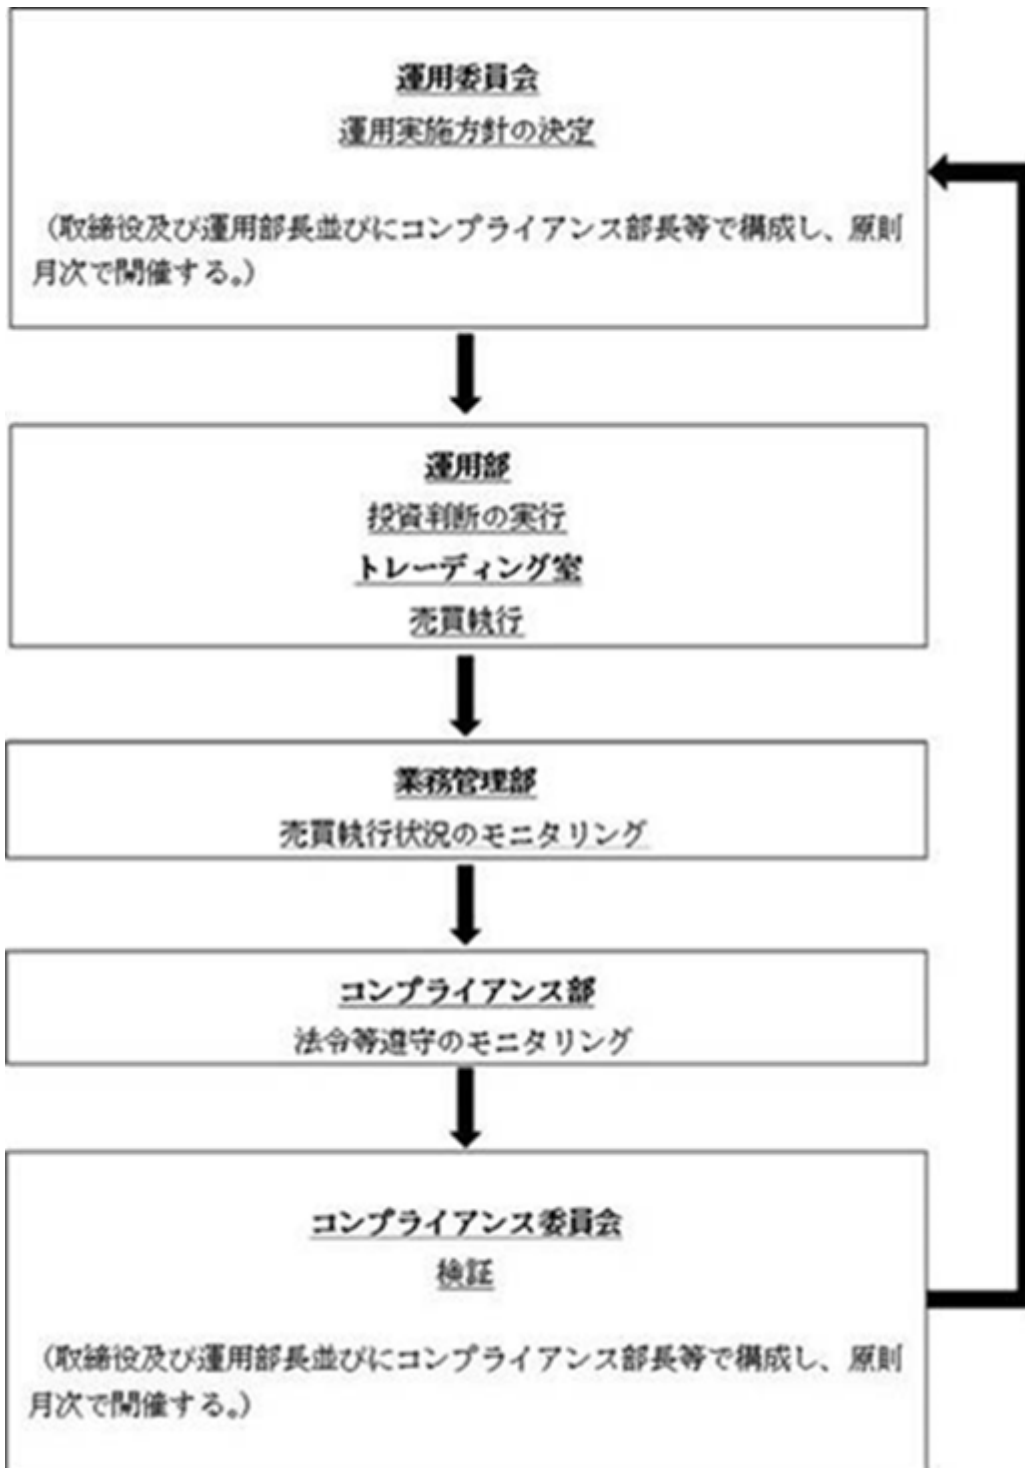 運用委員会
運用実施方針の決定
（取締役及び運用部長並びにコンプライアンス部長等で構成し、原則
月次で開催する。）
運用部
投資判断の実行
トレーディング室
売買執行
業務管理部
売買執行状況のモニタリング
コンプライアンス部
法令等遵守のモニタリング
コンプライアンス委員会
検証
（取締役及び運用部長並びにコンプライアンス部長等で構成し、原則
月次で開催する。）